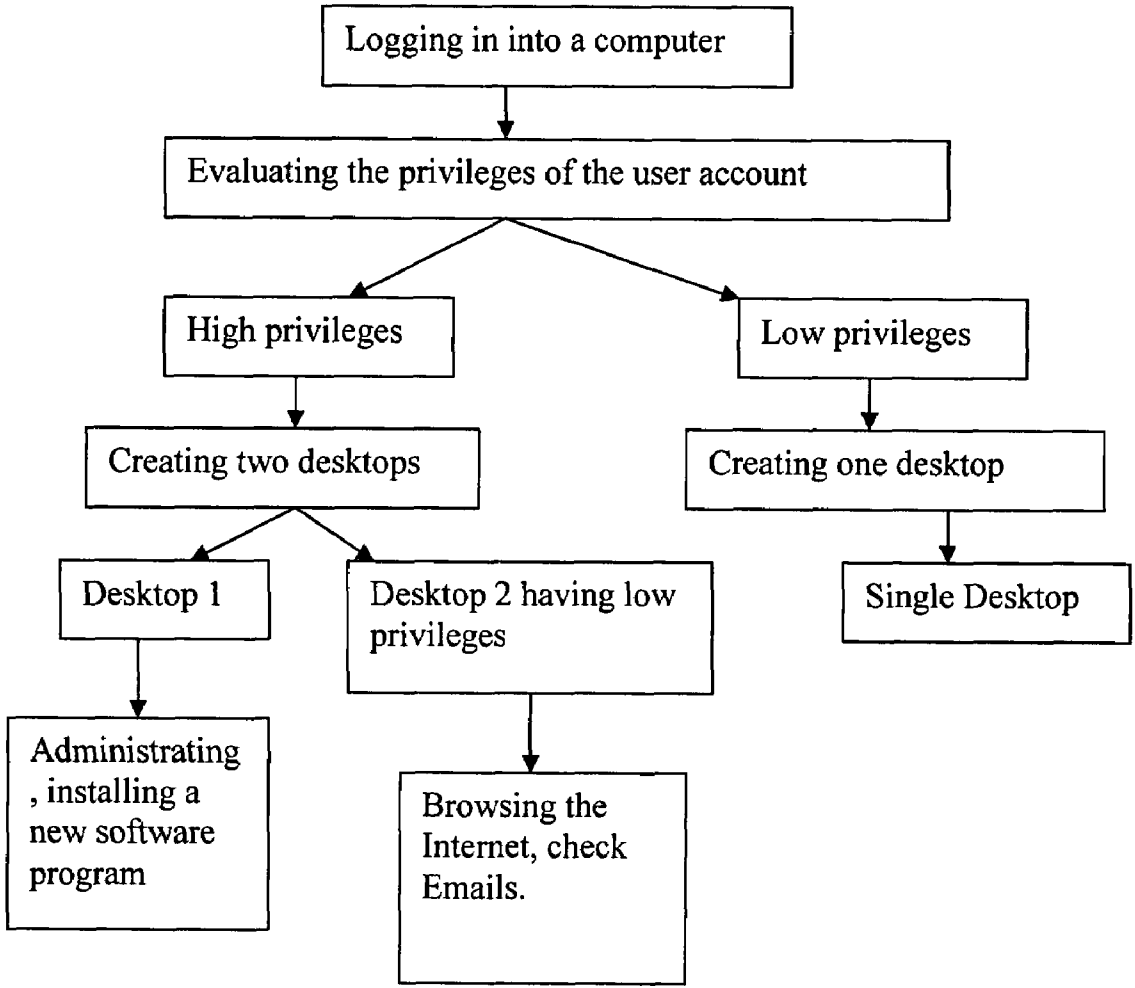 Logging in into a computer
Evaluating the privileges of the user account
High privileges
Low privileges
Creating two desktops
Creating one desktop
Desktop 1
Desktop 2 having low
privileges
Single Desktop
Administrating
, installing a
new software
program
Browsing the
Internet, check
Emails.